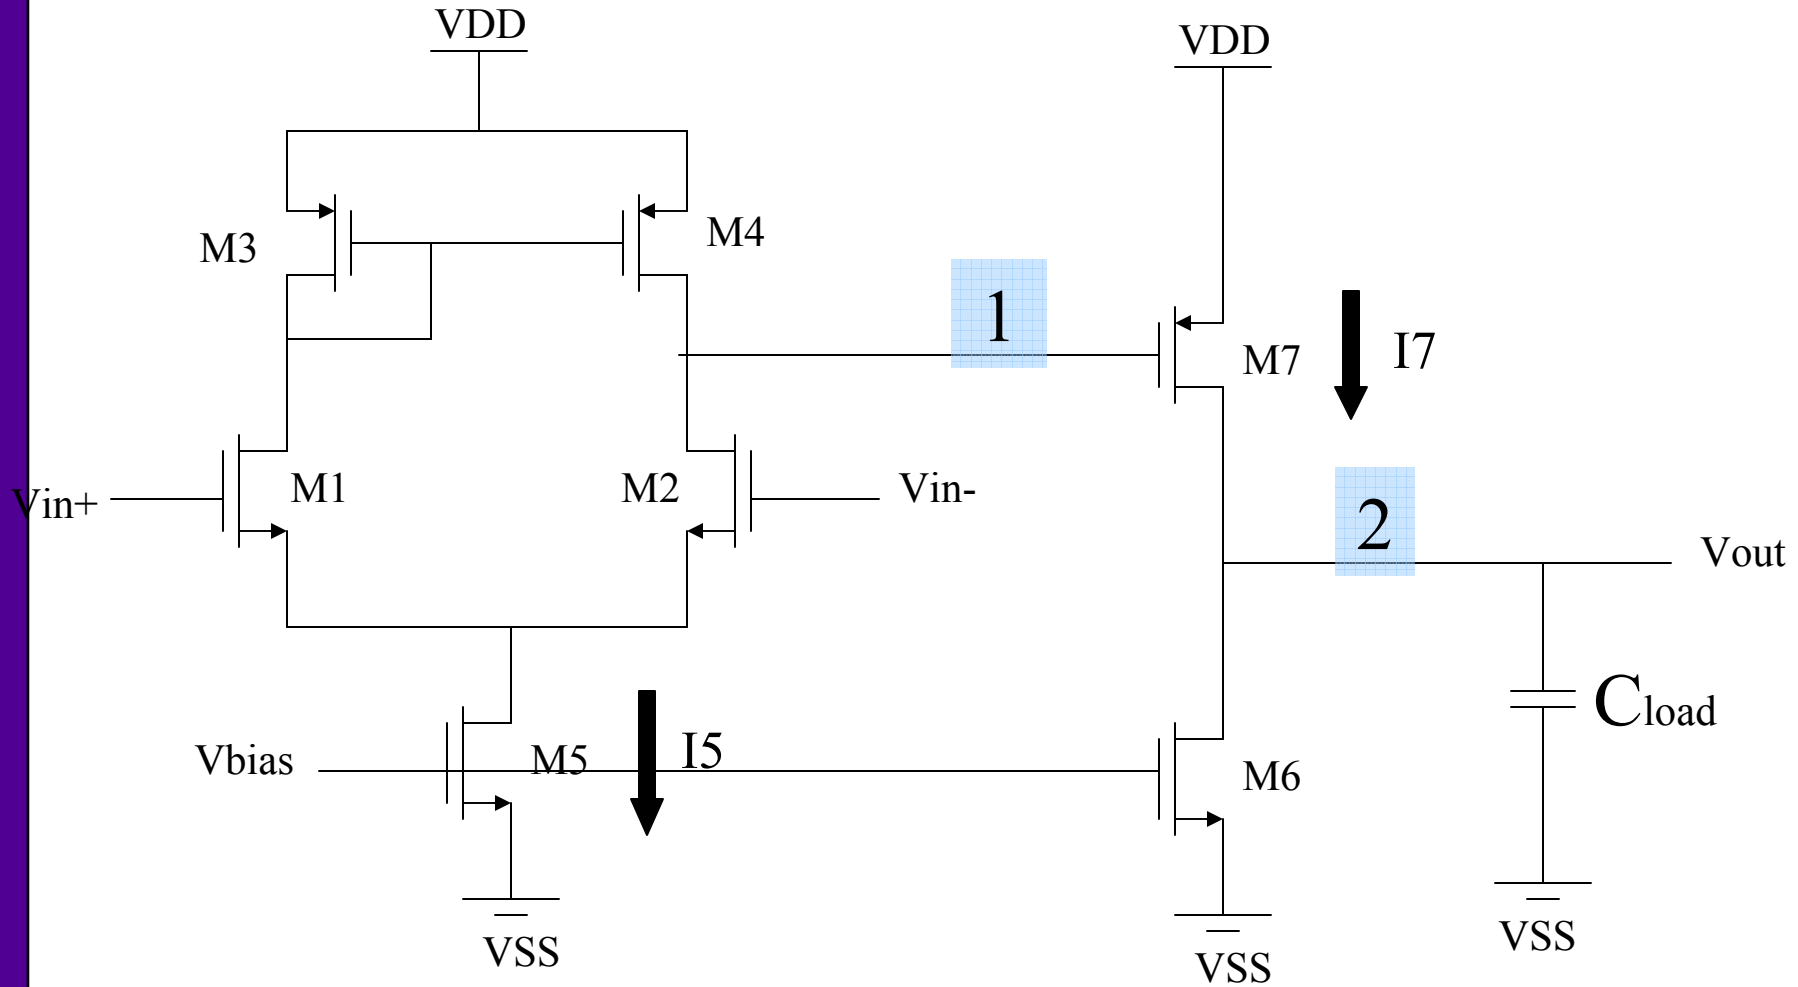 VDD
VDD
M3
M4
1
M7
I7
Vin+
M1
M2
Vin-
2
Vout
Vbias
M5
I5
M6
Cload
VSS
VSS
VSS